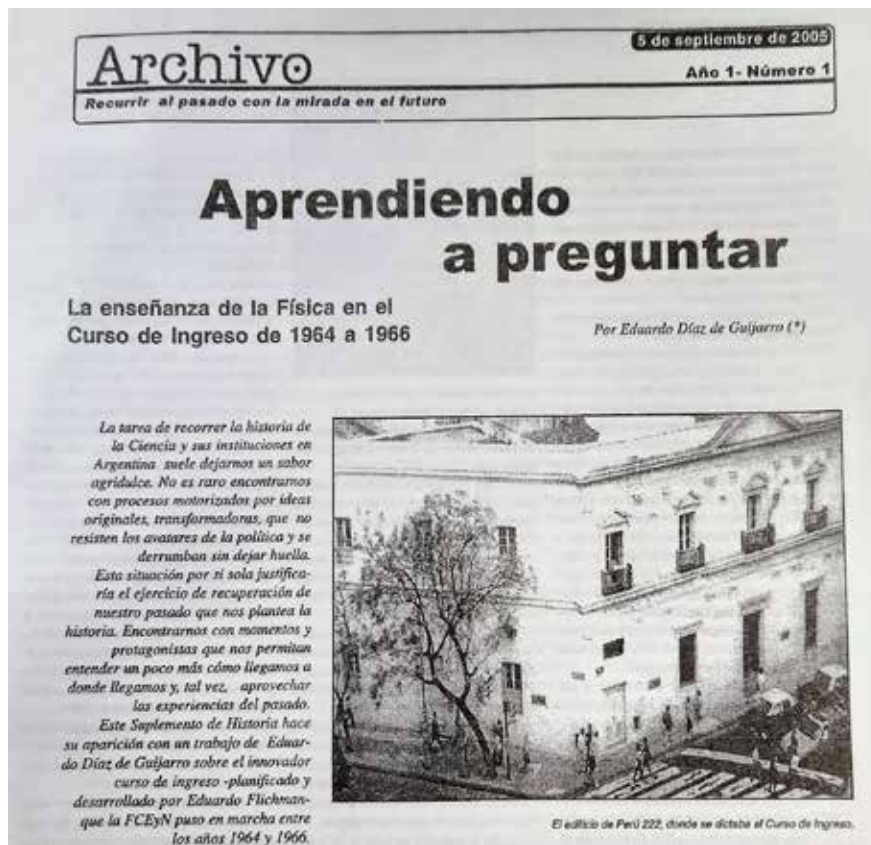 Archivo
5 de septiembre de 2005
Año 1- Número 1
Recurrir al pasado con la mirada en el futuro
Aprendiendo
a preguntar
La enseñanza de la Física en el
Curso de Ingreso de 1964 a 1966
Por Eduardo Díaz de Guijarro (*)
La tarea de recorrer la historia de
la Ciencia y sus instituciones en
Argentina suele dejarnos un sabor
agridulce. No es raro encontrarnos
con procesos motorizados por ideas
originales, transformadoras, que no
resisten los avatares de la política y se
derrumban sin dejar huella.
Esta situación por sí sola justifica-
ría el ejercicio de recuperación de
nuestro pasado que nos plantea la
historia. Encontrarnos con momentos y
protagonistas que nos permitan
entender un poco más cómo llegamos a
donde llegamos y, tal vez, aprovechar
las experiencias del pasado.
Este Suplemento de Historia hace
su aparición con un trabajo de Eduar-
do Díaz de Guijarro sobre el innovador
curso de ingreso -planificado y
desarrollado por Eduardo Flichman-
que la FCEyN puso en marcha entre
los años 1964 y 1966.
El edificio de Perú 222, donde se dictaba el Curso de Ingreso.